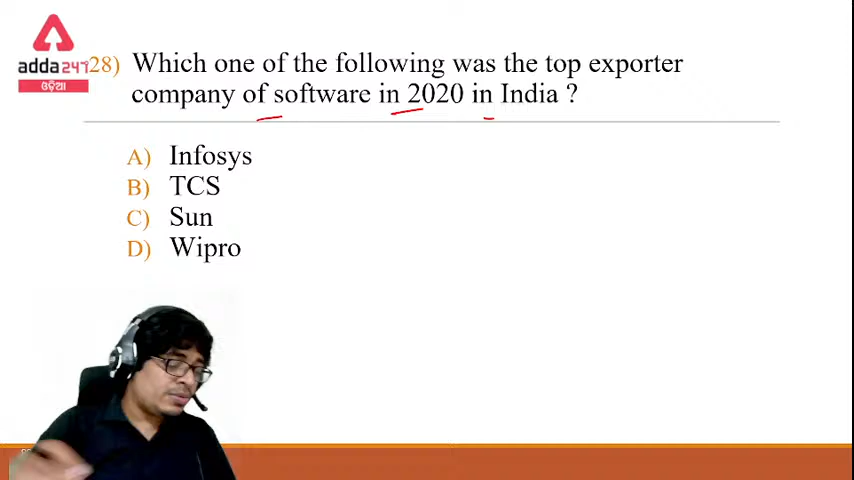 adda247
ଓଡ଼ିଆ
28) Which one of the following was the top exporter
company of software in 2020 in India ?
A) Infosys
B) TCS
C) Sun
D) Wipro